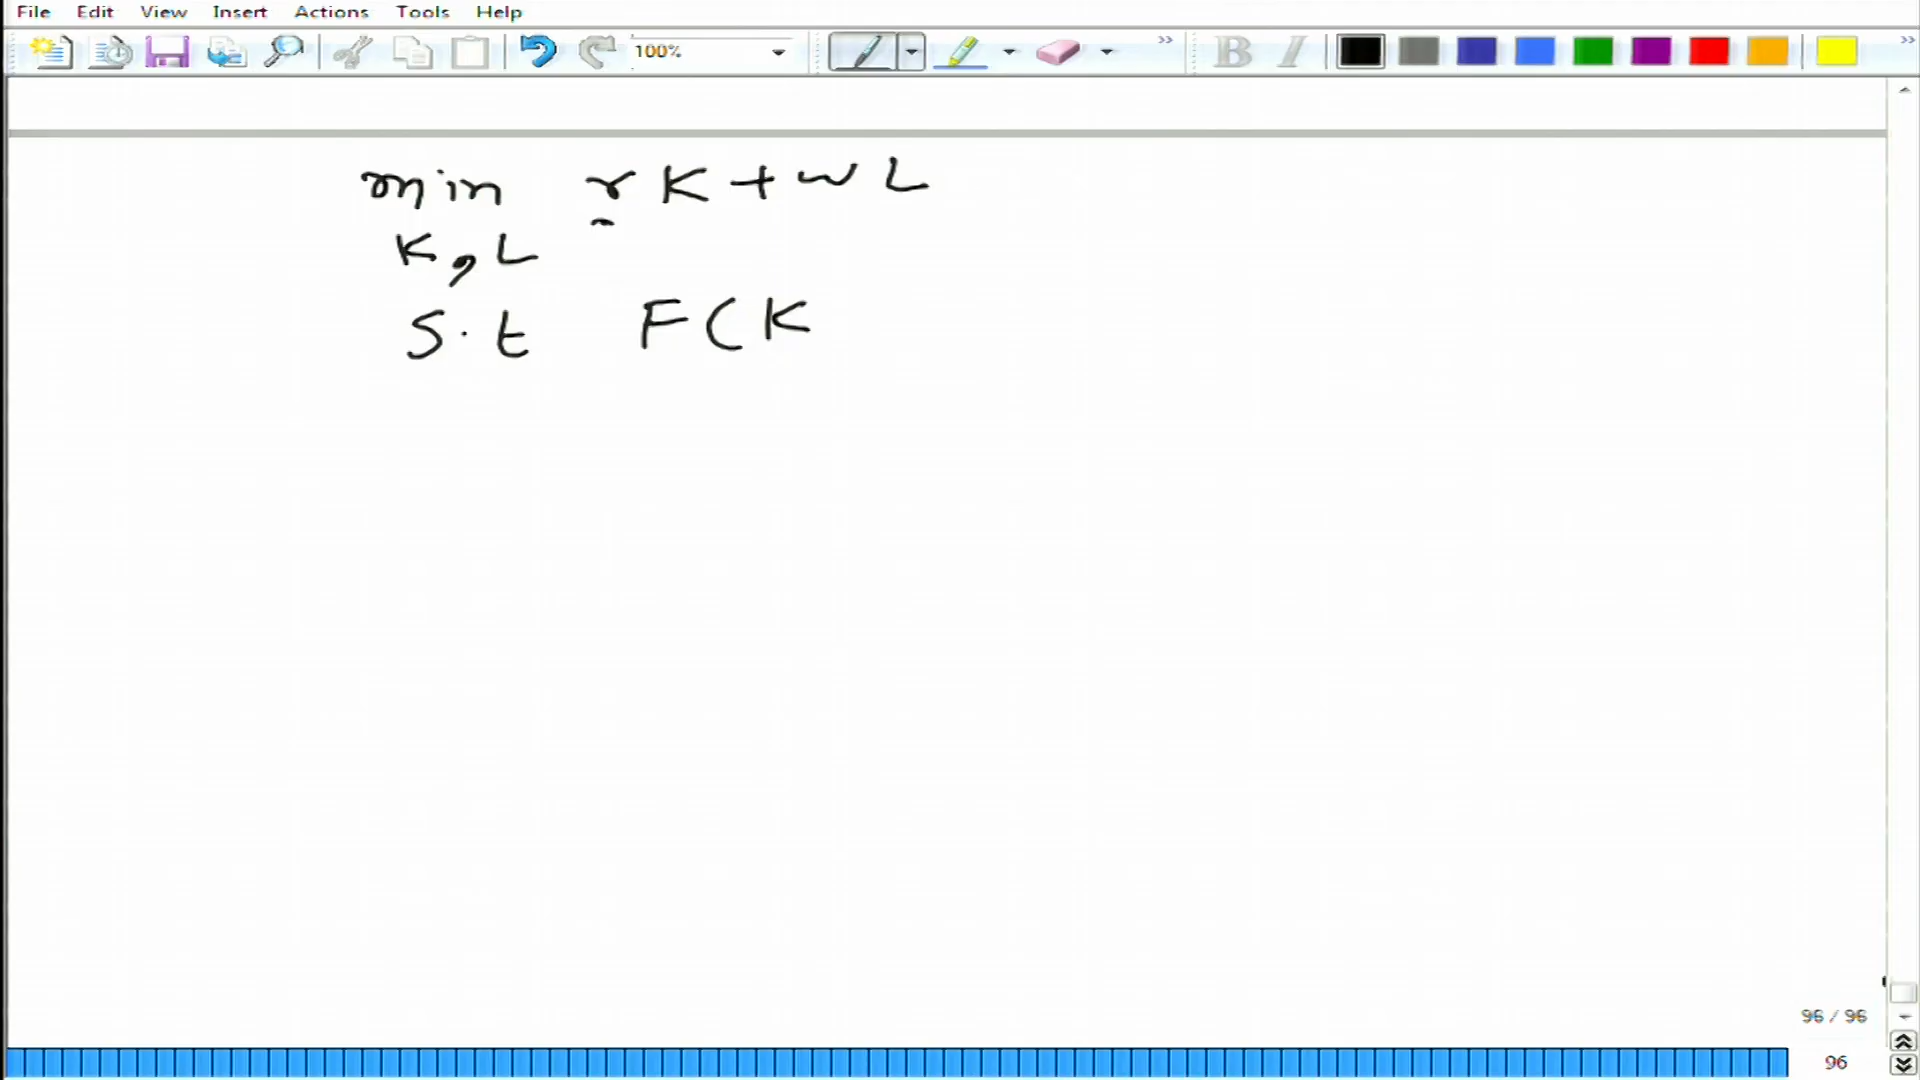 File Edit View Insert Actions Tools Help
100%
B I
min rK + wL
K, L
S.t F(K
96 / 96
96